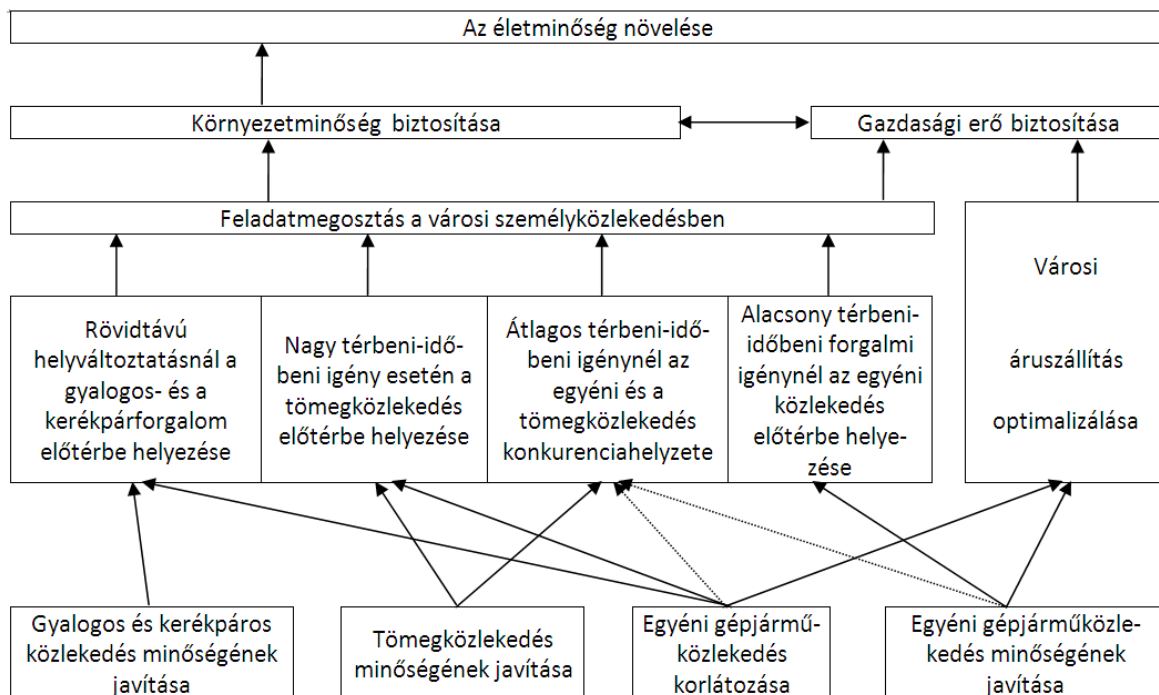 Az életminőség növelése
Környezetminőség biztosítása
Gazdasági erő biztosítása
Feladatmegosztás a városi személyközlekedésben
Városi
áruszállítás
optimalizálása
Rövidtávú
helyváltoztatásnál a
gyalogos- és a
kerékpárforgalom
előtérbe helyezése
Nagy térbeni-idő-
beni igény esetén a
tömegközlekedés
előtérbe helyezése
Átlagos térbeni-idő-
beni igénynél az
egyéni és a
tömegközlekedés
konkurenciahelyzete
Alacsony térbeni-
időbeni forgalmi
igénynél az egyéni
közlekedés
előtérbe helye-
zése
Gyalogos és kerékpáros
közlekedés minőségének
javítása
Tömegközlekedés
minőségének javítása
Egyéni gépjármű-
közlekedés
korlátozása
Egyéni gépjárműközle-
kedés minőségének
javítása